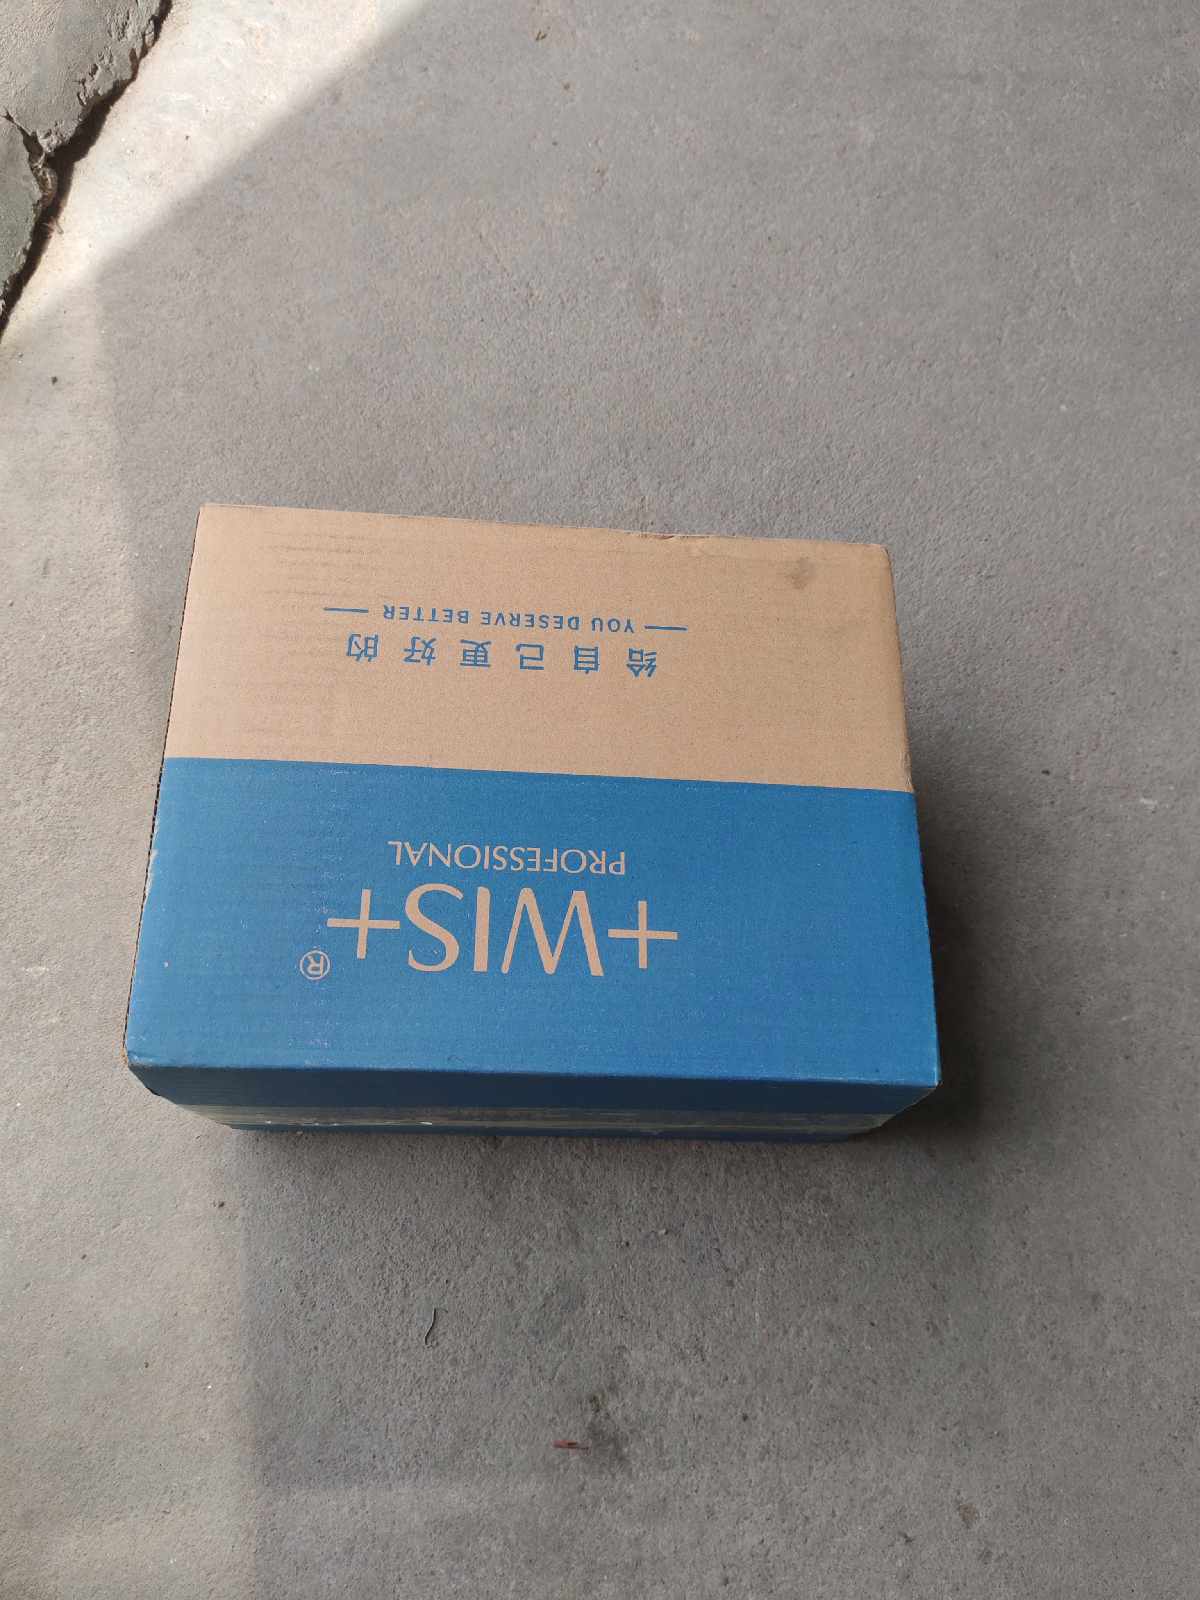 +WIS+®
PROFESSIONAL
给自己更好的
YOU DESERVE BETTER